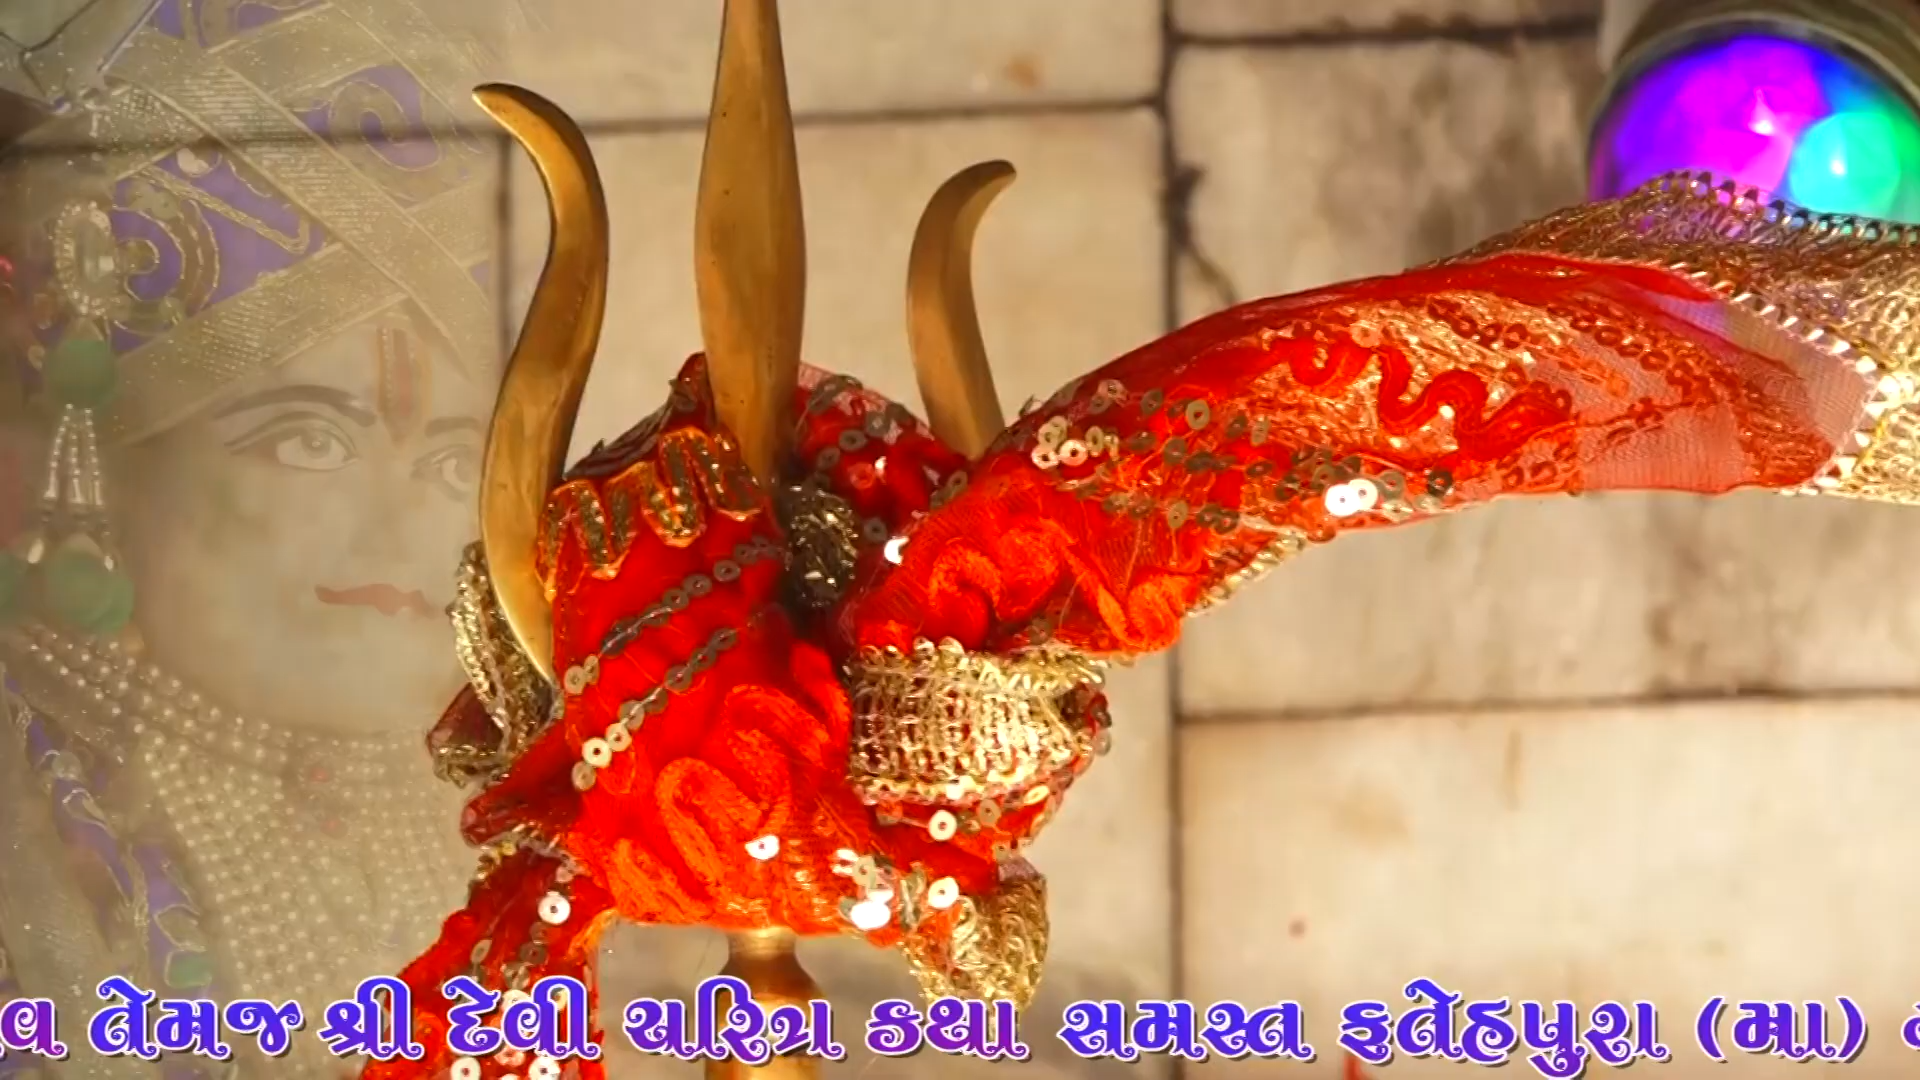 તેમજ શ્રી દેવી ચરિત્ર કથા સમસ્ત ફતેહપુરા (મા)